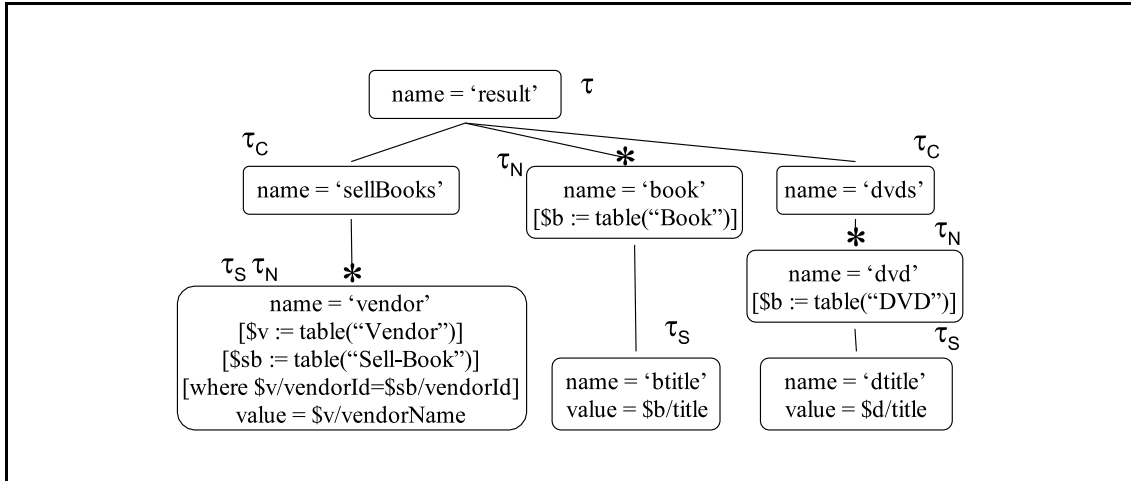 name = ‘result’
τ
τC
name = ‘sellBooks’
*
τS τN
name = ‘vendor’
[$v := table(“Vendor”)]
[$sb := table(“Sell-Book”)]
[where $v/vendorId=$sb/vendorId]
value = $v/vendorName
τN
*
name = ‘book’
[$b := table(“Book”)]
τS
name = ‘btitle’
value = $b/title
τC
name = ‘dvds’
*
τN
name = ‘dvd’
[$b := table(“DVD”)]
τS
name = ‘dtitle’
value = $d/title